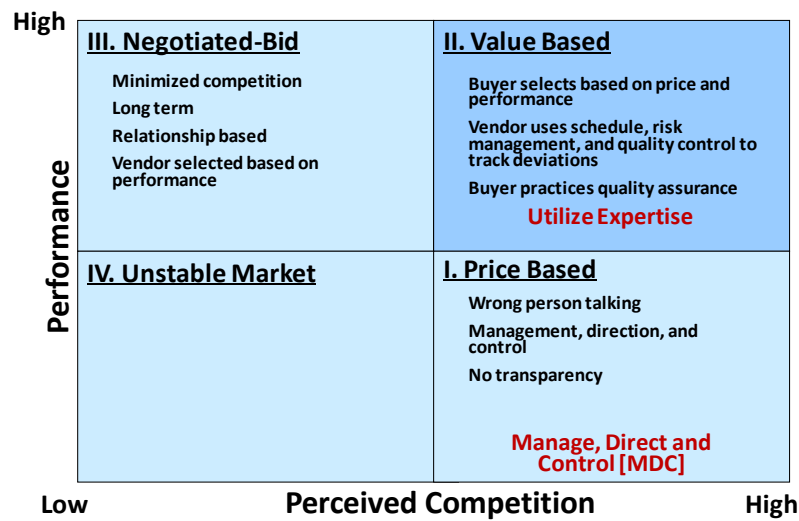 High
III. Negotiated-Bid
Minimized competition
Long term
Relationship based
Vendor selected based on
performance
II. Value Based
Buyer selects based on price and
performance
Vendor uses schedule, risk
management, and quality control to
track deviations
Buyer practices quality assurance
Utilize Expertise
Performance
IV. Unstable Market
I. Price Based
Wrong person talking
Management, direction, and
control
No transparency
Manage, Direct and
Control [MDC]
Low
Perceived Competition
High